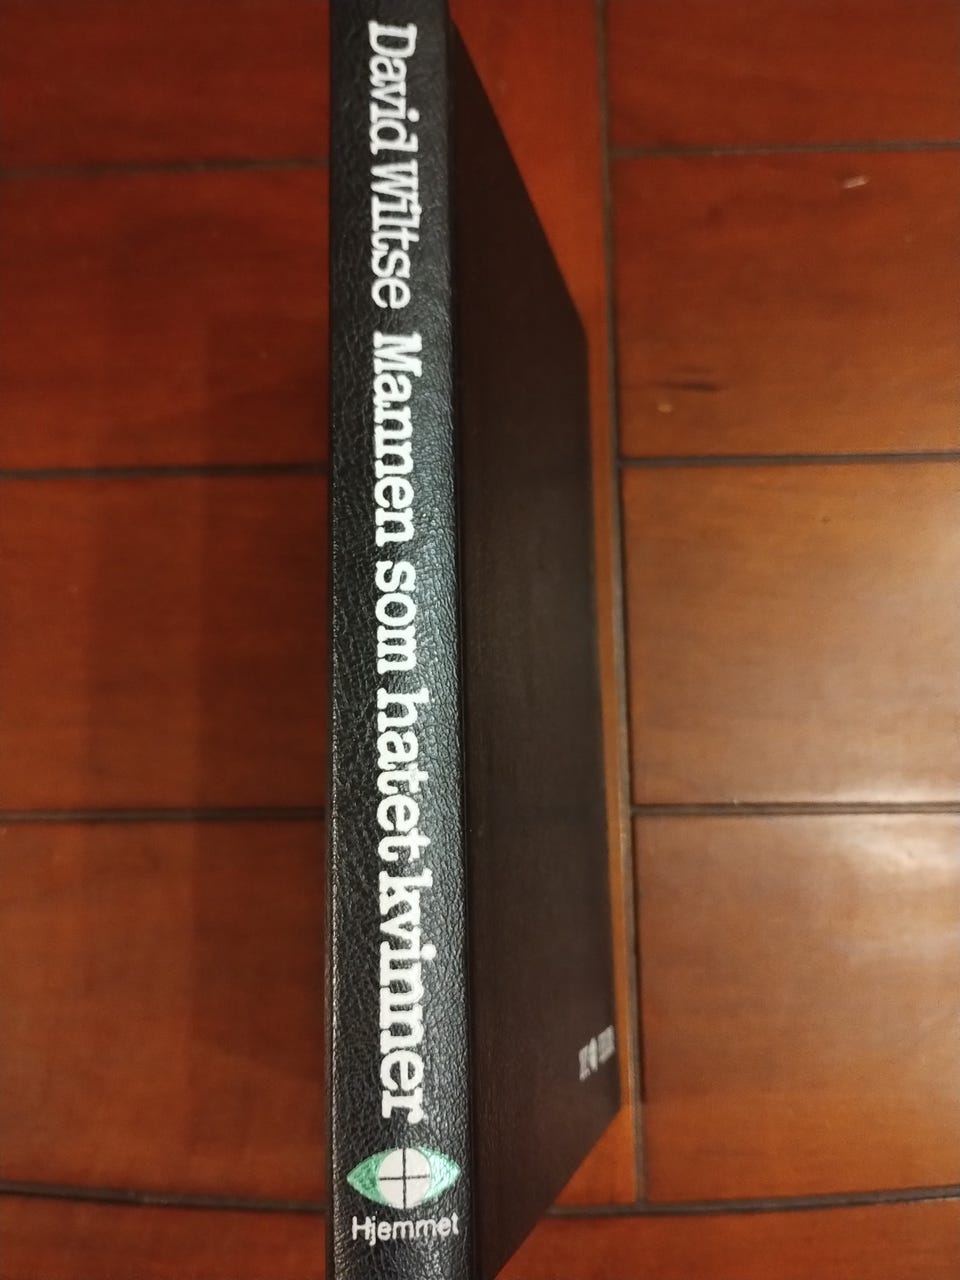 David Wiltse Mannen som hatet kvinner
Hjemmet